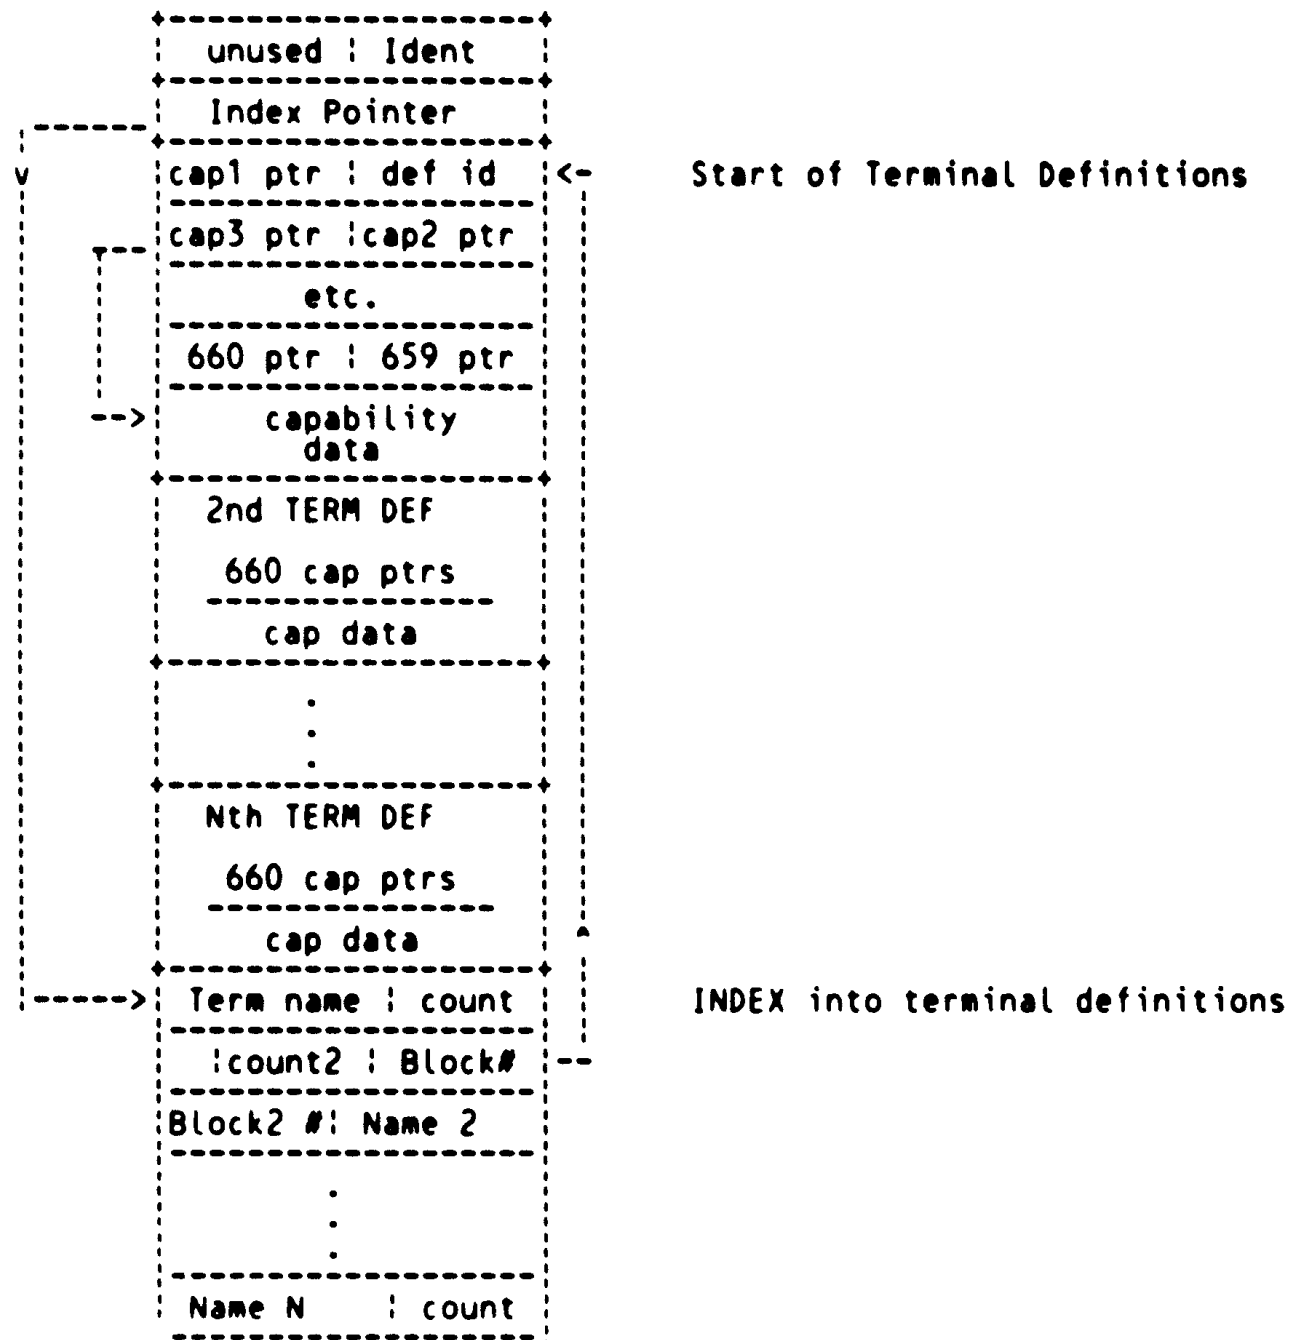 unused ¦ Ident
Index Pointer
cap1 ptr ¦ def id <- Start of Terminal Definitions
cap3 ptr ¦cap2 ptr
etc.
660 ptr ¦ 659 ptr
--> capability
data
2nd TERM DEF
660 cap ptrs
cap data
.
.
.
Nth TERM DEF
660 cap ptrs
cap data
-----> Term name ¦ count INDEX into terminal definitions
¦count2 ¦ Block# --
Block2 #¦ Name 2
.
.
.
Name N ¦ count